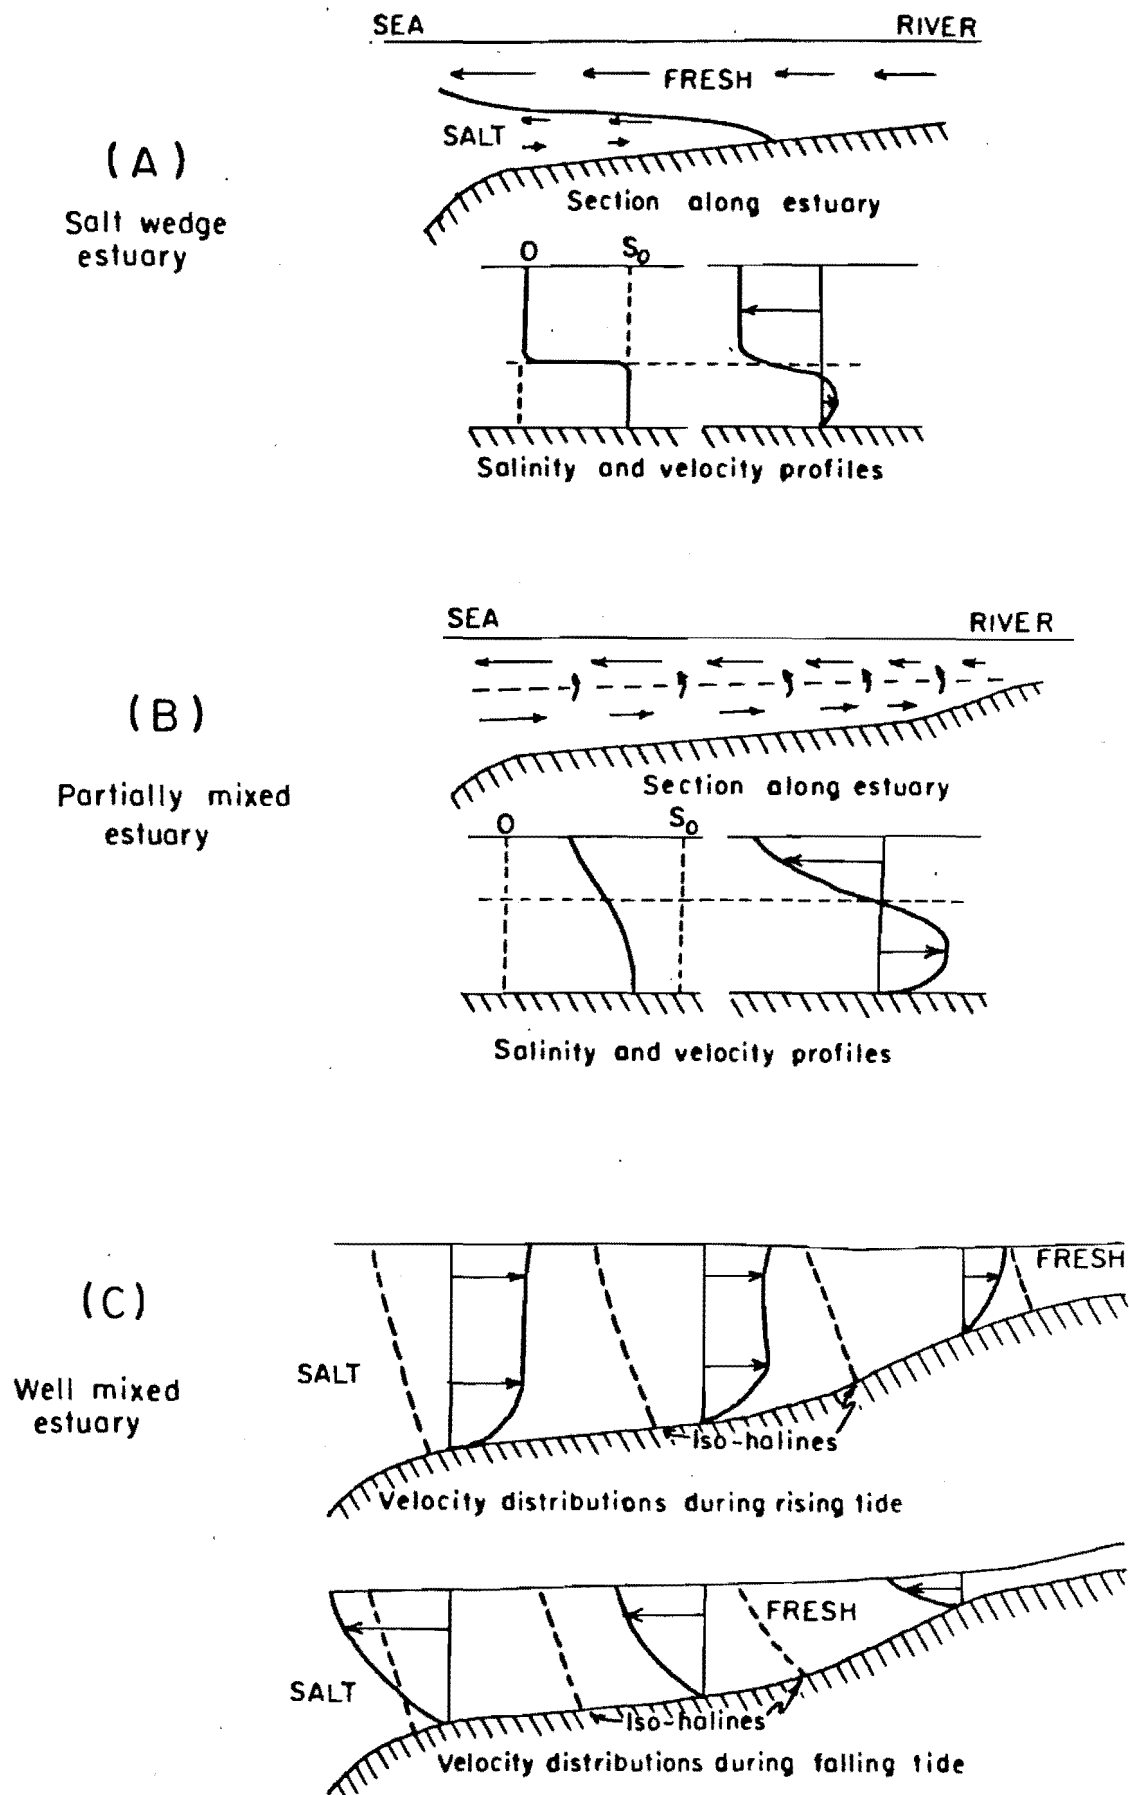 SEA RIVER
FRESH
SALT
(A)
Salt wedge
estuary
Section along estuary
O S₀
Salinity and velocity profiles
SEA RIVER
(B)
Partially mixed
estuary
Section along estuary
O S₀
Salinity and velocity profiles
(C)
Well mixed
estuary
FRESH
SALT
Iso-halines
Velocity distributions during rising tide
FRESH
SALT
Iso-halines
Velocity distributions during falling tide